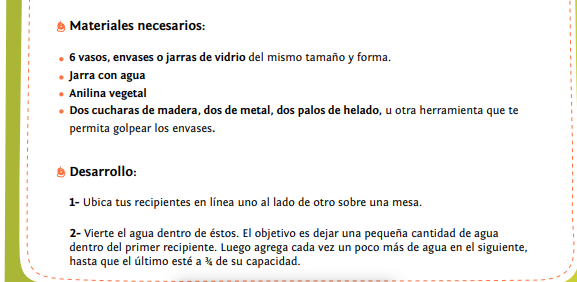 Materiales necesarios:
• 6 vasos, envases o jarras de vidrio del mismo tamaño y forma.
• Jarra con agua
• Anilina vegetal
• Dos cucharas de madera, dos de metal, dos palos de helado, u otra herramienta que te
permita golpear los envases.
Desarrollo:
1- Ubica tus recipientes en línea uno al lado de otro sobre una mesa.
2- Vierte el agua dentro de éstos. El objetivo es dejar una pequeña cantidad de agua
dentro del primer recipiente. Luego agrega cada vez un poco más de agua en el siguiente,
hasta que el último esté a ¾ de su capacidad.